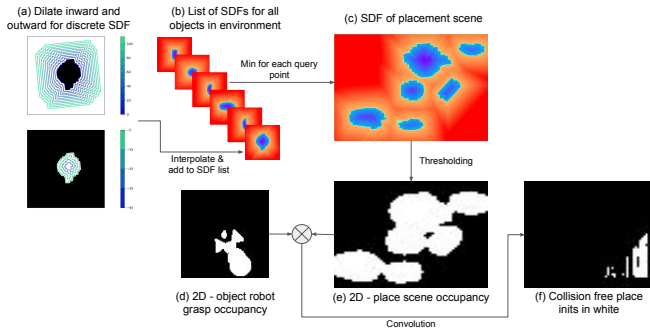 (a) Dilate inward and
outward for discrete SDF
(b) List of SDFs for all
objects in environment
(c) SDF of placement scene
Min for each query
point
Interpolate &
add to SDF list
Thresholding
(d) 2D - object robot
grasp occupancy
(e) 2D - place scene occupancy
(f) Collision free place
inits in white
Convolution